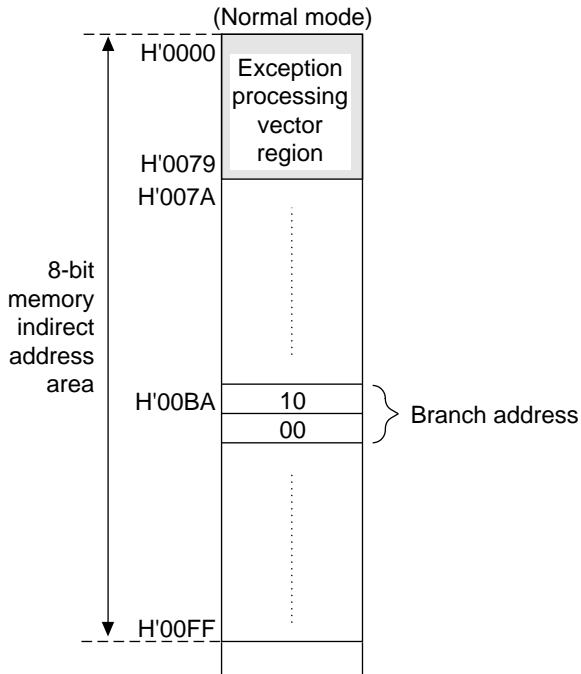 (Normal mode)
H'0000
Exception
processing
vector
region
H'0079
H'007A
8-bit
memory
indirect
address
area
H'00BA
10
00
Branch address
H'00FF